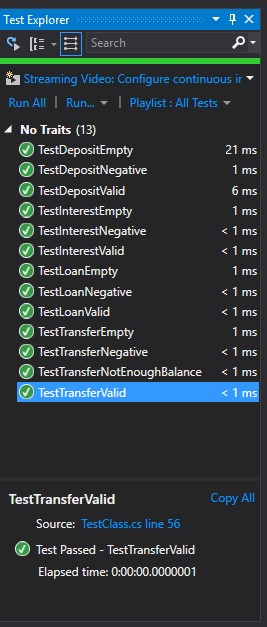 Test Explorer
Search
Streaming Video: Configure continuous ir
Run All | Run... | Playlist : All Tests
No Traits (13)
TestDepositEmpty 21 ms
TestDepositNegative 1 ms
TestDepositValid 6 ms
TestInterestEmpty 1 ms
TestInterestNegative < 1 ms
TestInterestValid < 1 ms
TestLoanEmpty 1 ms
TestLoanNegative < 1 ms
TestLoanValid < 1 ms
TestTransferEmpty 1 ms
TestTransferNegative < 1 ms
TestTransferNotEnoughBalance < 1 ms
TestTransferValid < 1 ms
TestTransferValid Copy All
Source: TestClass.cs line 56
Test Passed - TestTransferValid
Elapsed time: 0:00:00.0000001